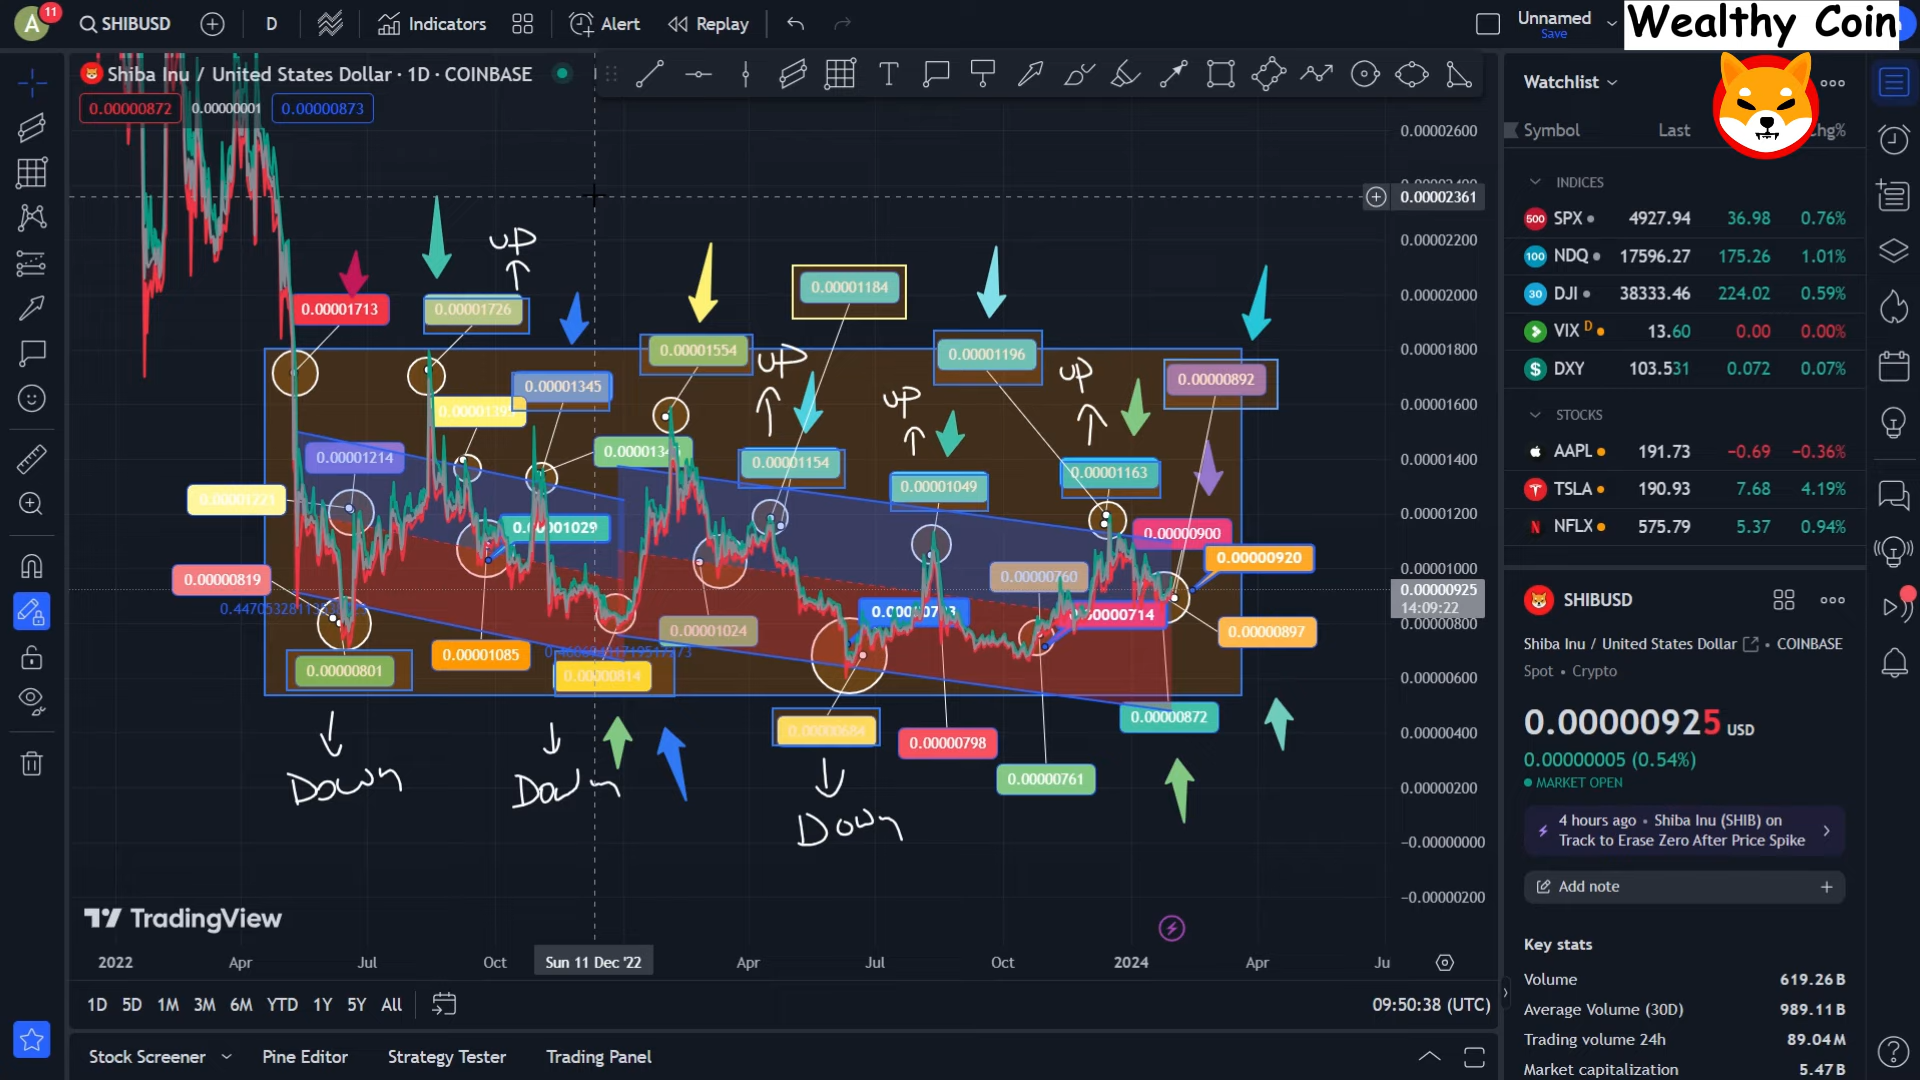 A 11 SHIBUSD D Indicators Alert Replay Unnamed Save Wealthy Coin
Shiba Inu / United States Dollar · 1D · COINBASE
0.00000872 0.00000001 0.00000873
Watchlist
Symbol Last Chg%
INDICES
500 SPX 4927.94 36.98 0.76%
100 NDQ 17596.27 175.26 1.01%
30 DJI 38333.46 224.02 0.59%
VIX D 13.60 0.00 0.00%
$ DXY 103.531 0.072 0.07%
STOCKS
AAPL 191.73 −0.69 −0.36%
TSLA 190.93 7.68 4.19%
N NFLX 575.79 5.37 0.94%
SHIBUSD
Shiba Inu / United States Dollar • COINBASE
Spot • Crypto
0.00000925 USD
0.00000005 (0.54%)
MARKET OPEN
4 hours ago • Shiba Inu (SHIB) on
Track to Erase Zero After Price Spike
Add note
Key stats
Volume 619.26B
Average Volume (30D) 989.11B
Trading volume 24h 89.04M
Market capitalization 5.47B
0.00002600
0.00002361
0.00002200
0.00002000
0.00001800
0.00001600
0.00001400
0.00001200
0.00001000
0.00000925
14:09:22
0.00000800
0.00000600
0.00000400
0.00000200
−0.00000000
−0.00000200
UP
0.00001184
0.00001713
0.00001726
0.00001554
UP
0.00001196
UP
0.00000892
0.00001345
UP
0.00001214
0.00001154
0.00001163
0.00001049
0.00001029
0.00000900
0.00000920
0.00000819
0.00000760
0.00000714
0.00001024
0.00000897
0.00000801
0.00001085
0.00000814
0.00000684
0.00000872
0.00000798
0.00000761
Down
Down
Down
TradingView
2022 Apr Jul Oct Sun 11 Dec '22 Apr Jul Oct 2024 Apr Ju
1D 5D 1M 3M 6M YTD 1Y 5Y All 09:50:38 (UTC)
Stock Screener Pine Editor Strategy Tester Trading Panel